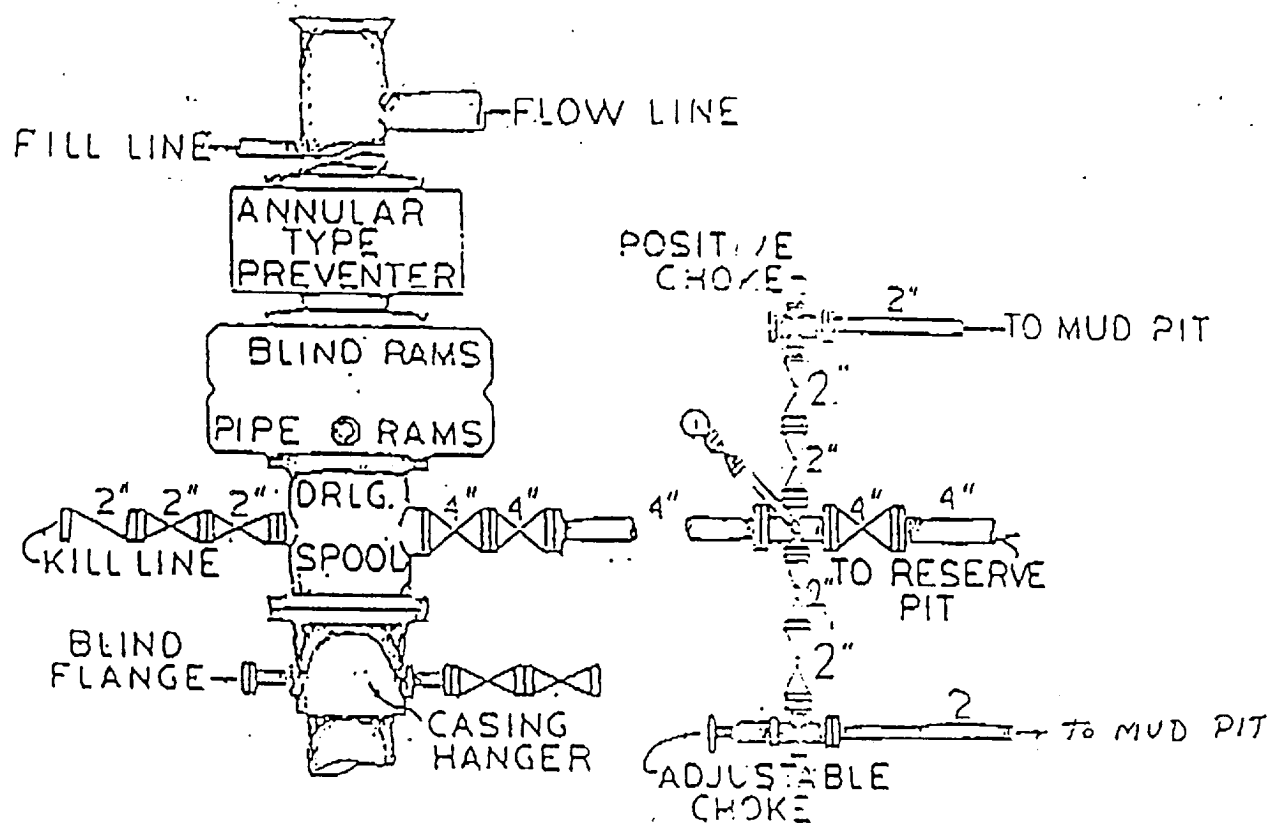 FLOW LINE
FILL LINE
ANNULAR
TYPE
PREVENTER
BLIND RAMS
PIPE RAMS
2" 2" 2"
DRLG.
SPOOL
4" 4"
KILL LINE
BLIND
FLANGE
CASING
HANGER
CHOKE
2"
TO MUD PIT
2"
2"
4"
4" 4"
TO RESERVE
PIT
2"
2"
2
TO MUD PIT
ADJUSTABLE
CHOKE